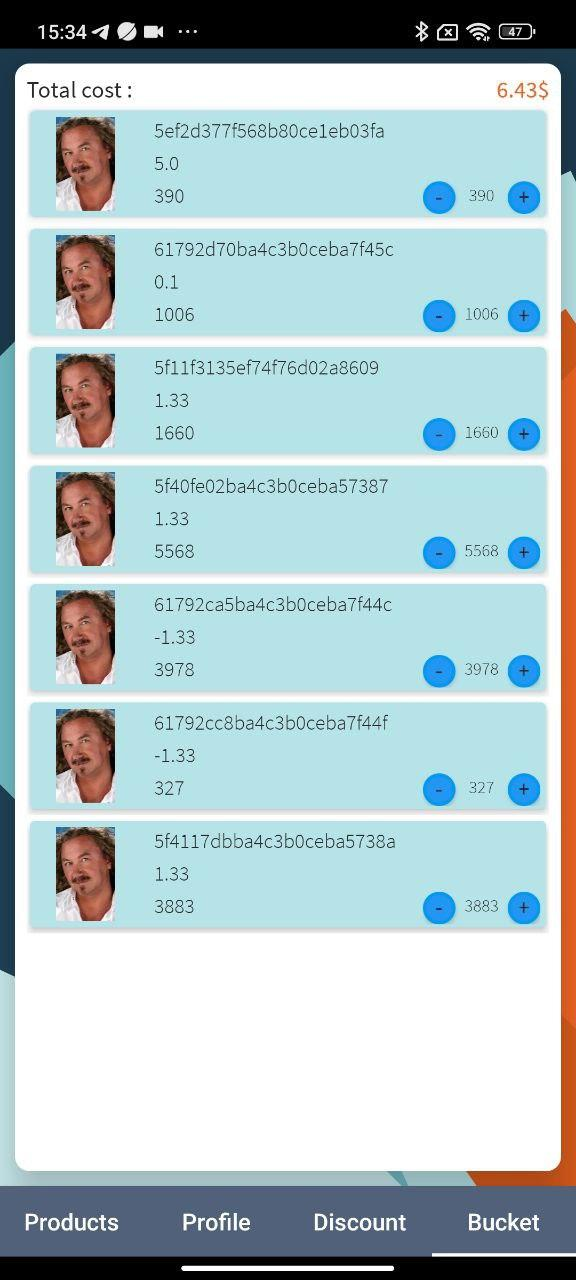 15:34
47
Total cost :
6.43$
5ef2d377f568b80ce1eb03fa
5.0
390
- 390 +
61792d70ba4c3b0ceba7f45c
0.1
1006
- 1006 +
5f11f3135ef74f76d02a8609
1.33
1660
- 1660 +
5f40fe02ba4c3b0ceba57387
1.33
5568
- 5568 +
61792ca5ba4c3b0ceba7f44c
-1.33
3978
- 3978 +
61792cc8ba4c3b0ceba7f44f
-1.33
327
- 327 +
5f4117dbba4c3b0ceba5738a
1.33
3883
- 3883 +
Products Profile Discount Bucket